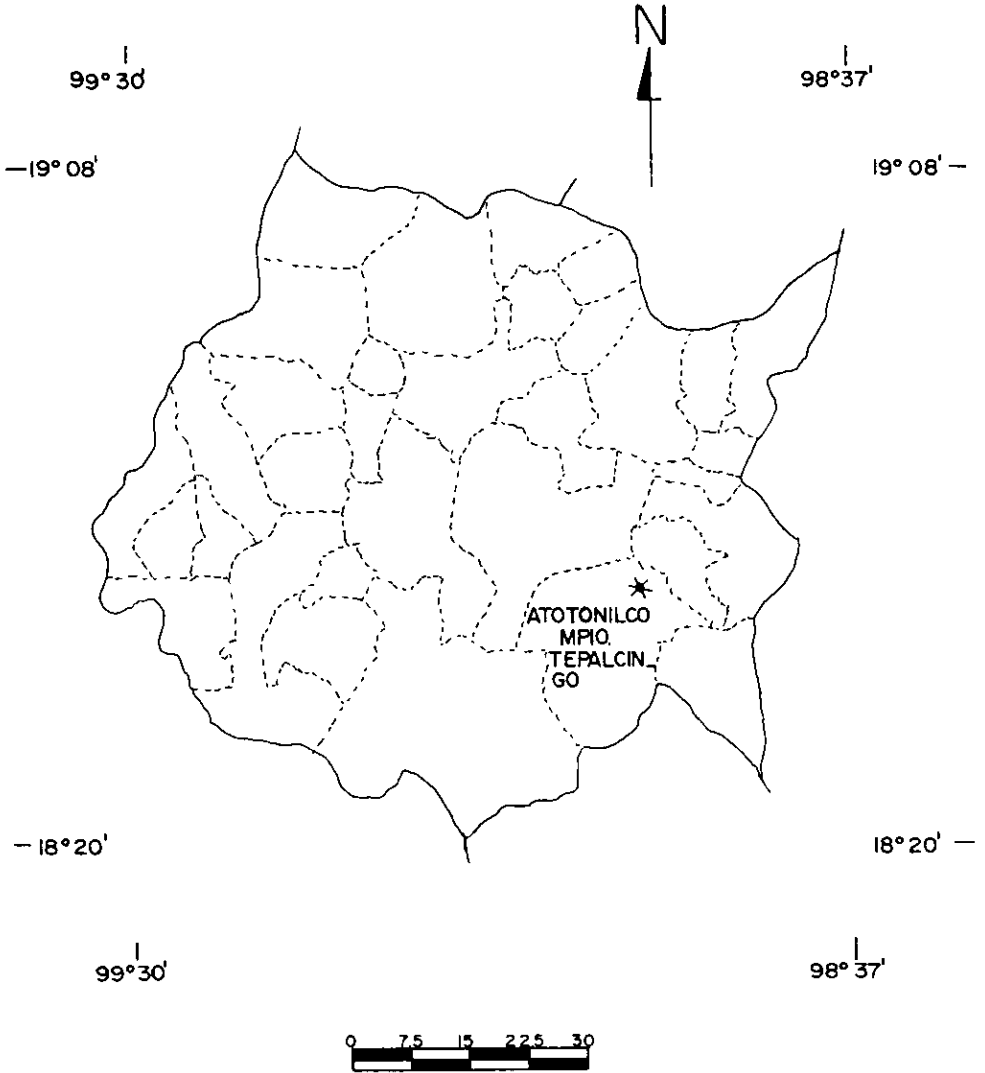 N
99° 30'
98° 37'
19° 08'
19° 08'
ATOTONILCO
MPIO.
TEPALCIN_
GO
18° 20'
18° 20'
99° 30'
98° 37'
0 7.5 15 22.5 30